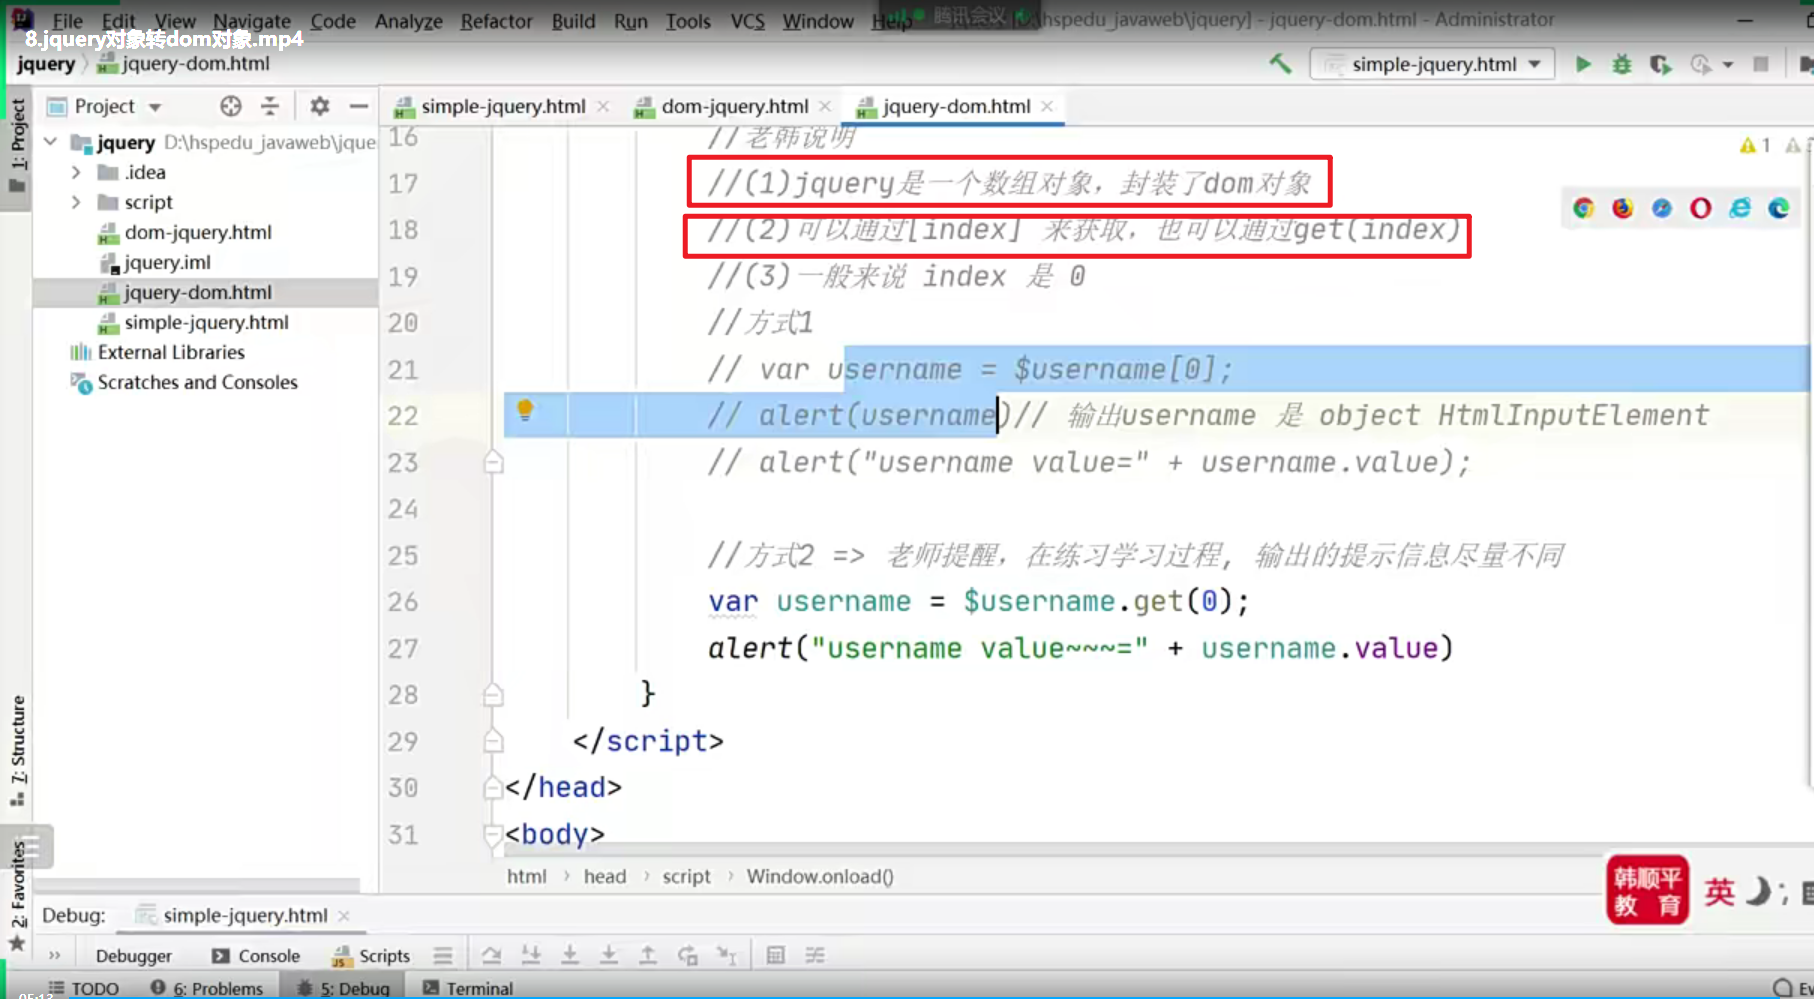 File Edit View Navigate Code Analyze Refactor Build Run Tools VCS Window Help 腾讯会议 \hspedu_javaweb\jquery] - jquery-dom.html - Administrator
8.jquery对象转dom对象.mp4
jquery jquery-dom.html simple-jquery.html
Project simple-jquery.html dom-jquery.html jquery-dom.html
1: Project
jquery D:\hspedu_javaweb\jque
.idea
script
dom-jquery.html
jquery.iml
jquery-dom.html
simple-jquery.html
External Libraries
Scratches and Consoles
16 //老韩说明
1
17 //(1)jquery是一个数组对象, 封装了dom对象
18 //(2)可以通过[index] 来获取, 也可以通过get(index)
19 //(3)一般来说 index 是 0
20 //方式1
21 // var username = $username[0];
22 // alert(username)// 输出username 是 object HtmlInputElement
23 // alert("username value=" + username.value);
24
25 //方式2 => 老师提醒, 在练习学习过程, 输出的提示信息尽量不同
26 var username = $username.get(0);
27 alert("username value~~~=" + username.value)
28 }
29 </script>
30 </head>
31 <body>
7: Structure
2: Favorites
html head script Window.onload()
韩顺平
教育
英
Debug: simple-jquery.html
Debugger Console Scripts
TODO 6: Problems 5: Debug Terminal Ev
05:13